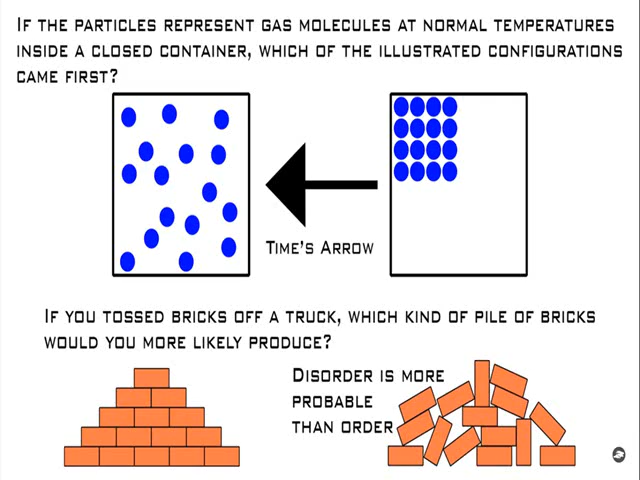 IF THE PARTICLES REPRESENT GAS MOLECULES AT NORMAL TEMPERATURES
INSIDE A CLOSED CONTAINER, WHICH OF THE ILLUSTRATED CONFIGURATIONS
CAME FIRST?
TIME'S ARROW
IF YOU TOSSED BRICKS OFF A TRUCK, WHICH KIND OF PILE OF BRICKS
WOULD YOU MORE LIKELY PRODUCE?
DISORDER IS MORE
PROBABLE
THAN ORDER